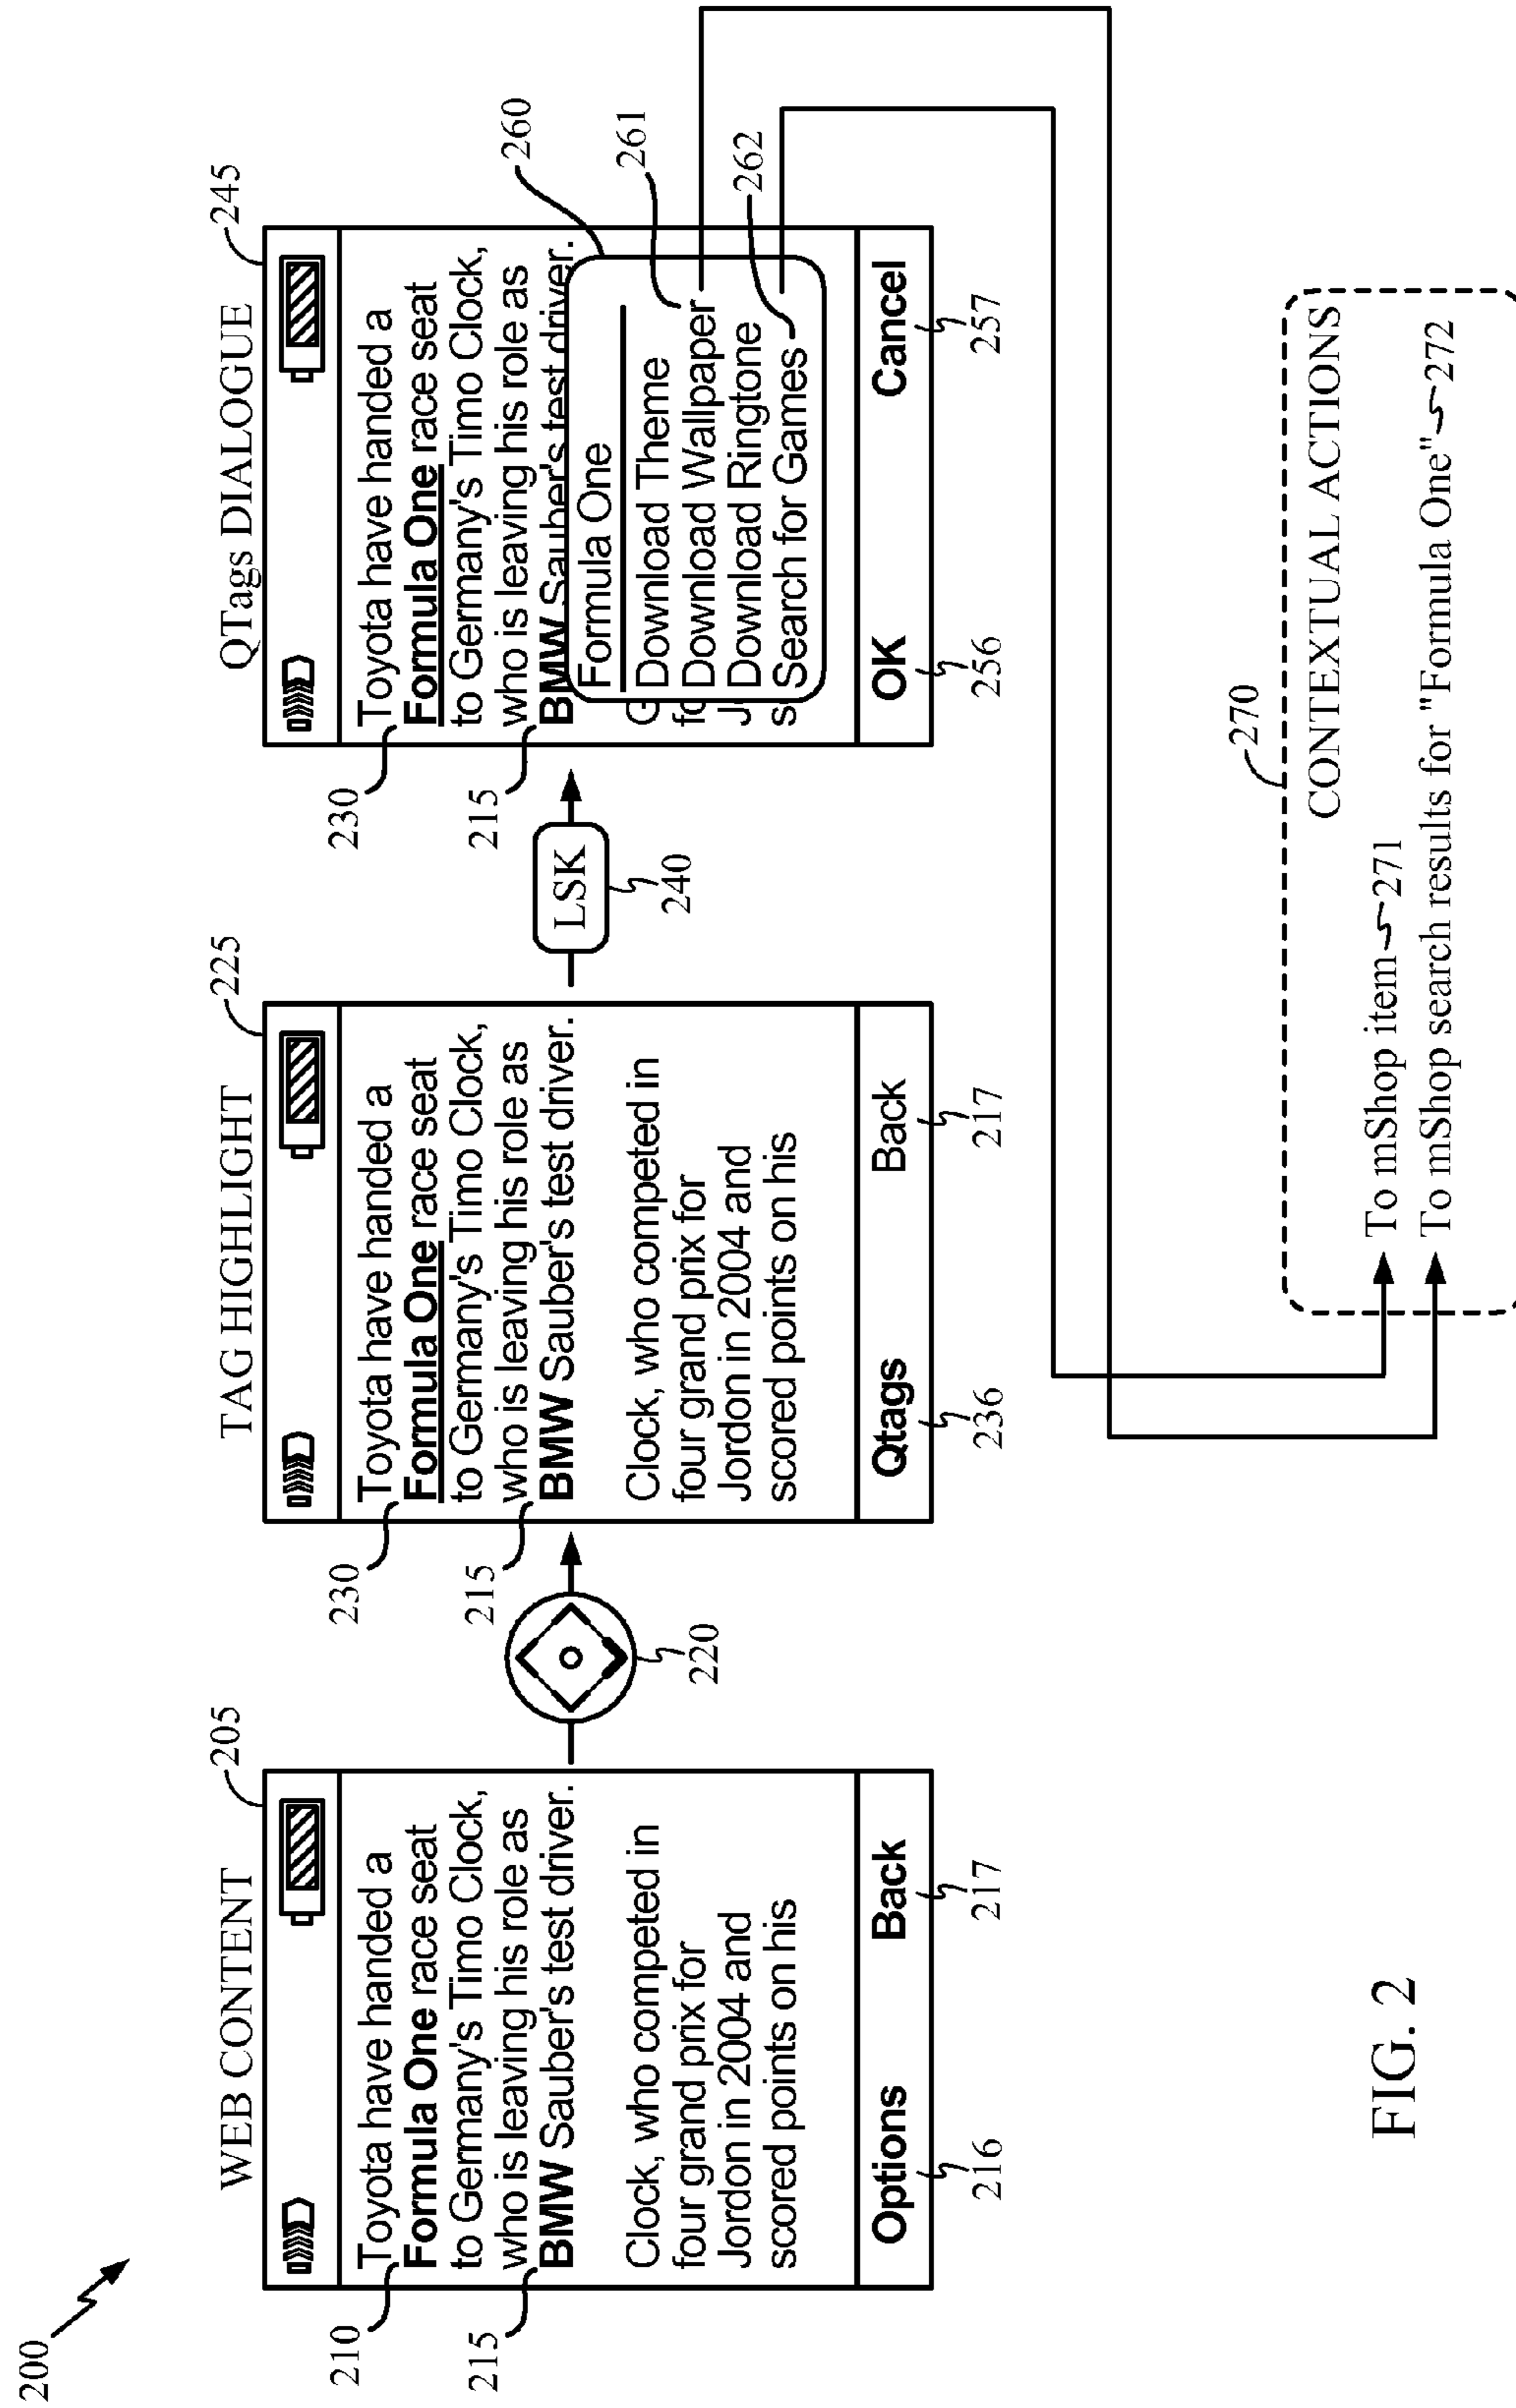 200
WEB CONTENT
205
Toyota have handed a
Formula One race seat
to Germany's Timo Clock,
who is leaving his role as
BMW Sauber's test driver.
Clock, who competed in
four grand prix for
Jordon in 2004 and
scored points on his
Options
Back
210
215
216
217
220
TAG HIGHLIGHT
225
Toyota have handed a
Formula One race seat
to Germany's Timo Clock,
who is leaving his role as
BMW Sauber's test driver.
Clock, who competed in
four grand prix for
Jordon in 2004 and
scored points on his
Qtags
Back
230
215
236
217
LSK
240
QTags DIALOGUE
245
Toyota have handed a
Formula One race seat
to Germany's Timo Clock,
who is leaving his role as
BMW Sauber's test driver.
Formula One
G Download Theme
fo Download Wallpaper
J Download Ringtone
s Search for Games
OK
Cancel
230
215
260
261
262
256
257
270
CONTEXTUAL ACTIONS
To mShop item 271
To mShop search results for "Formula One" 272
FIG. 2